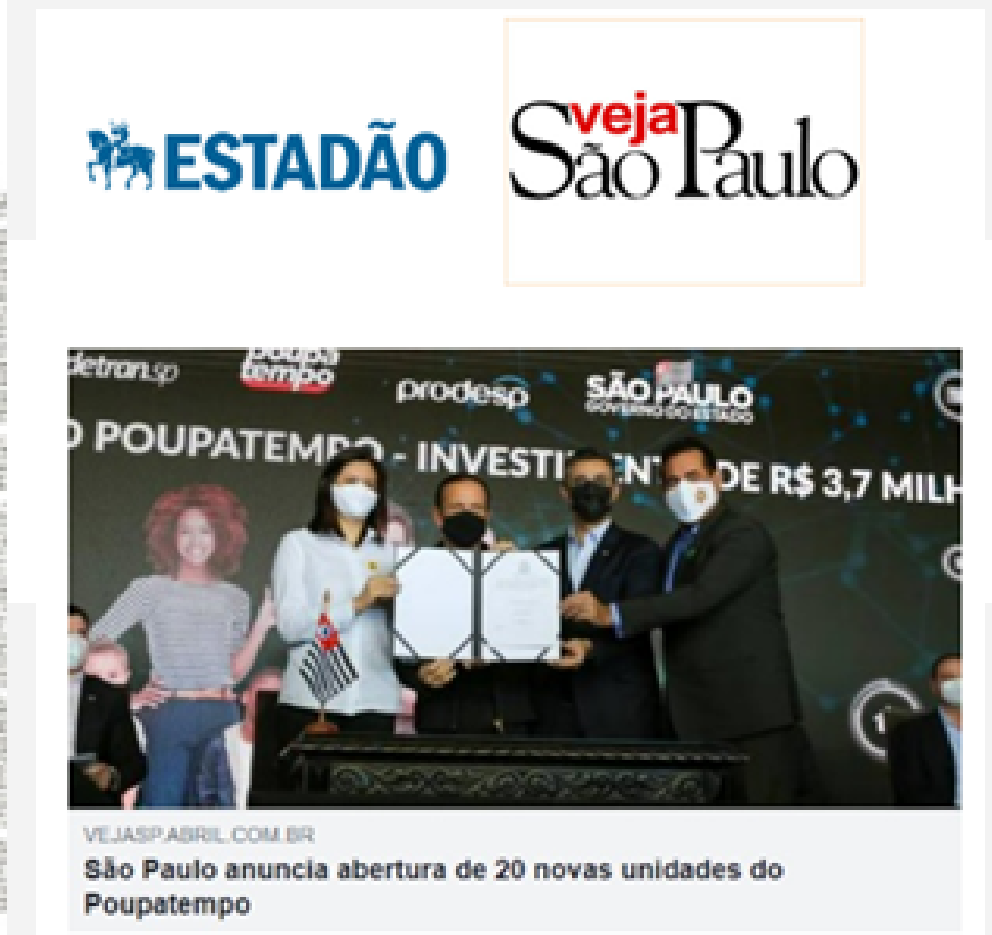 ESTADÃO
veja
São Paulo
detran.sp
poupa
tempo
prodesp
SÃO PAULO
GOVERNO DO ESTADO
O POUPATEMPO - INVESTI ENT DE R$ 3,7 MILH
VEJASP.ABRIL.COM.BR
São Paulo anuncia abertura de 20 novas unidades do
Poupatempo